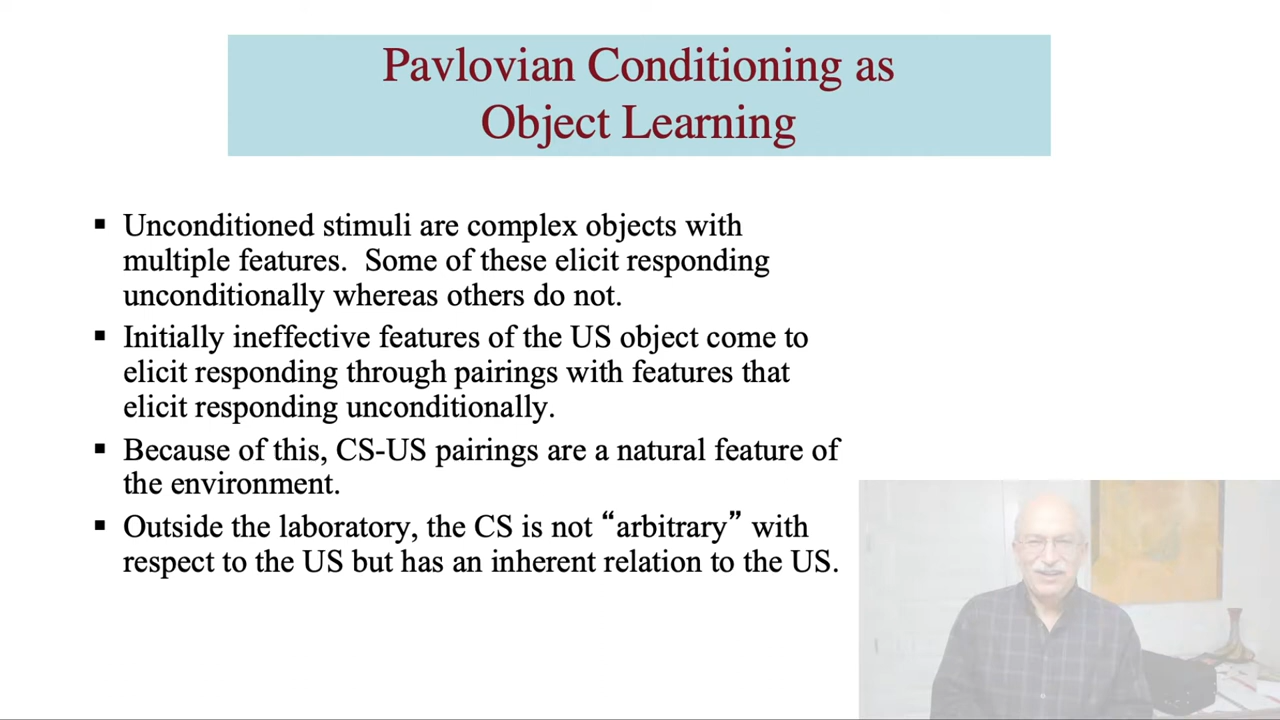 Pavlovian Conditioning as
Object Learning
▪ Unconditioned stimuli are complex objects with
multiple features.  Some of these elicit responding
unconditionally whereas others do not.
▪ Initially ineffective features of the US object come to
elicit responding through pairings with features that
elicit responding unconditionally.
▪ Because of this, CS-US pairings are a natural feature of
the environment.
▪ Outside the laboratory, the CS is not “arbitrary” with
respect to the US but has an inherent relation to the US.